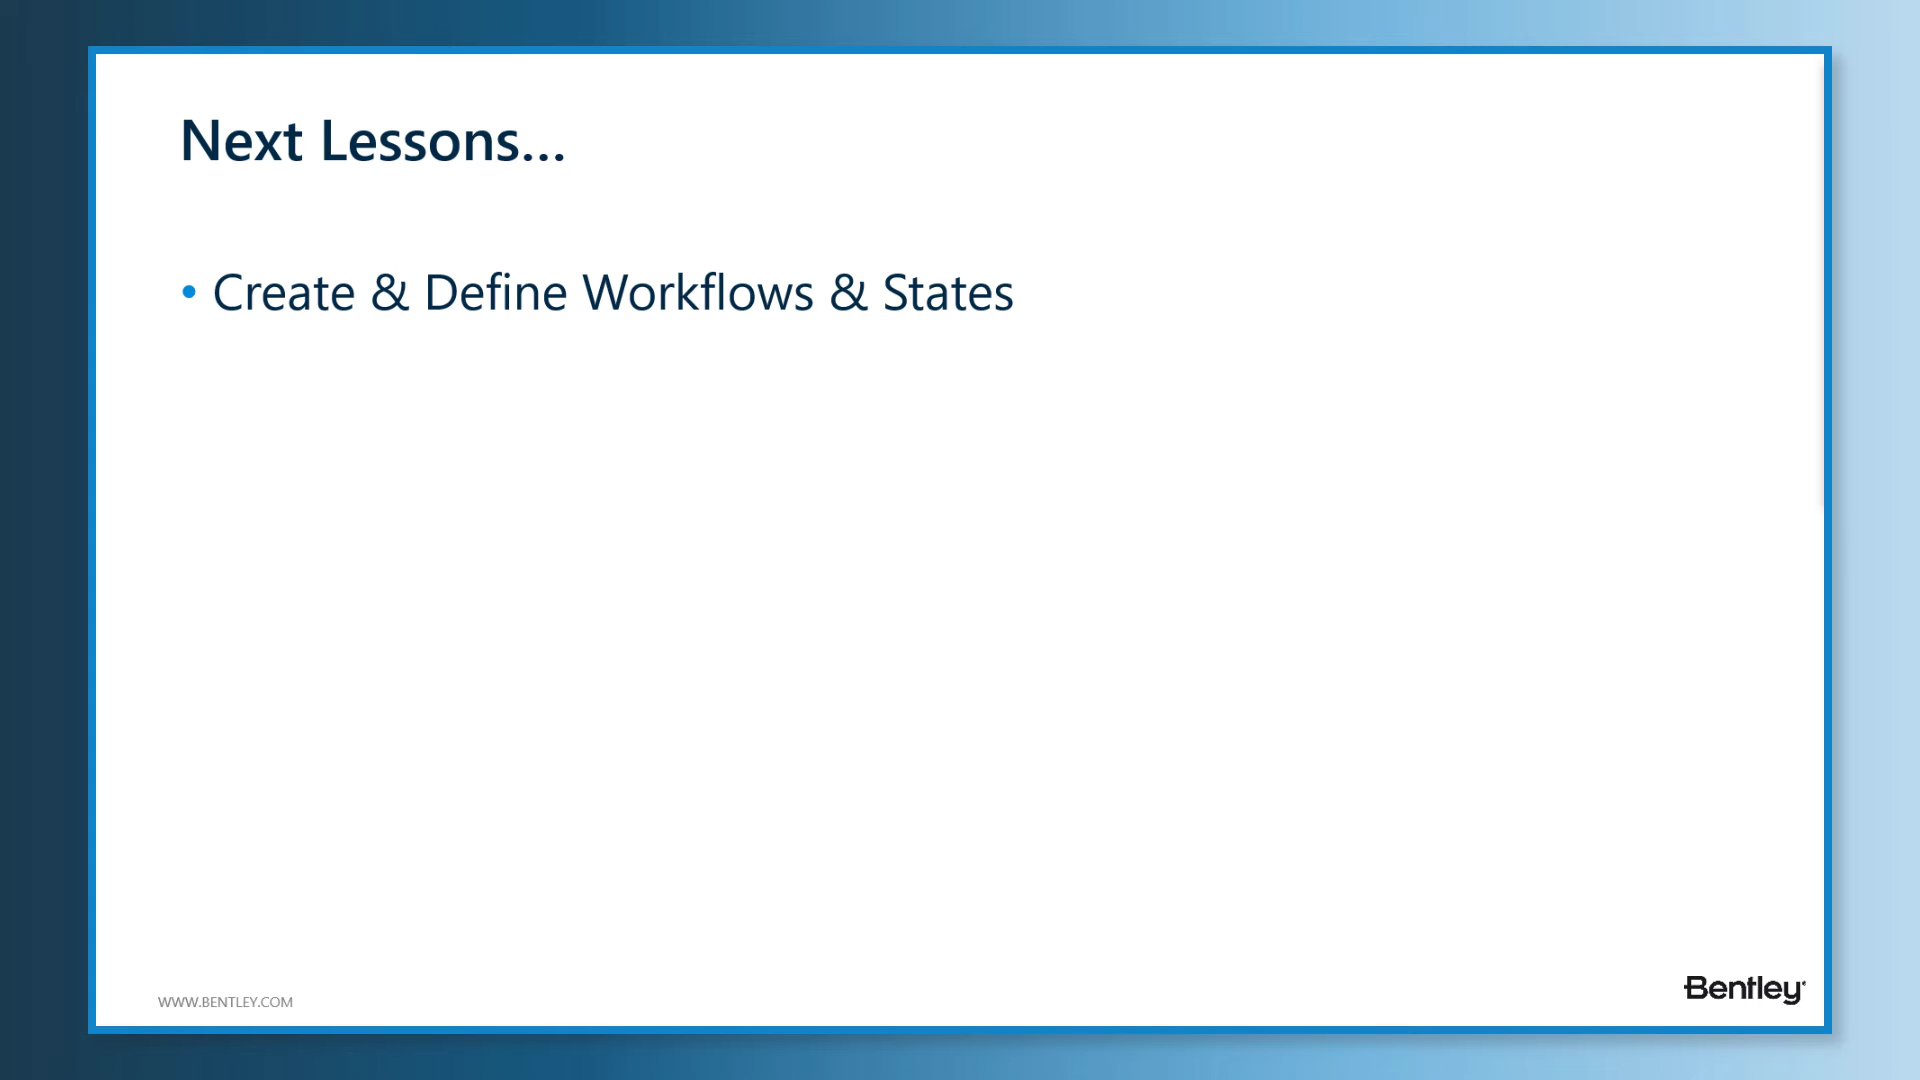 Next Lessons...
• Create & Define Workflows & States
WWW.BENTLEY.COM
Bentley